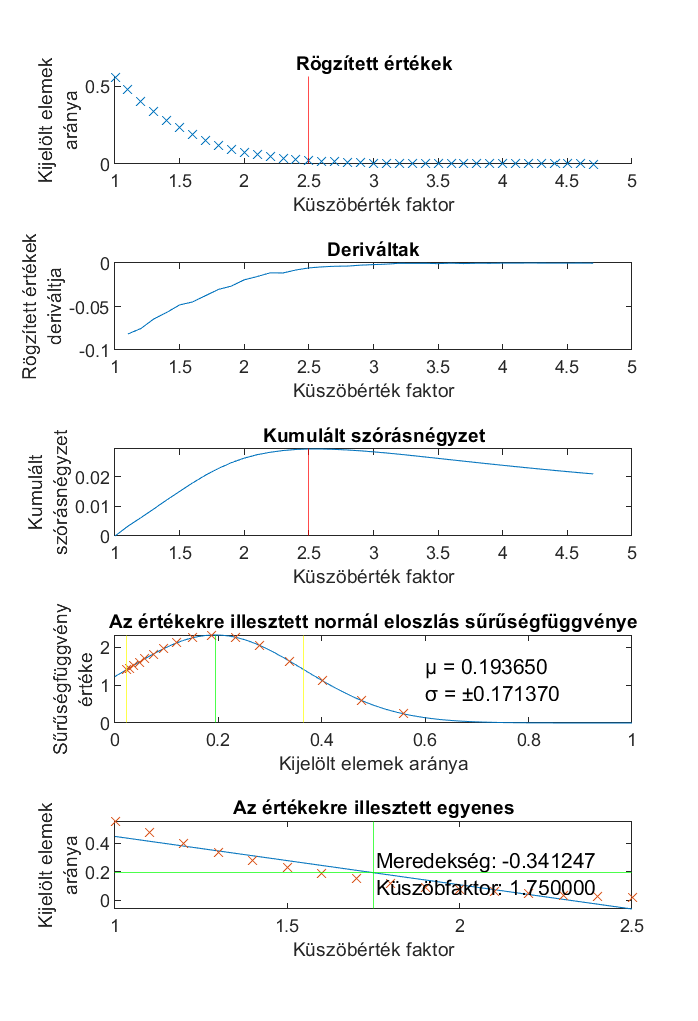 Rögzített értékek
Kijelölt elemek
aránya
0.5
0
1 1.5 2 2.5 3 3.5 4 4.5 5
Küszöbérték faktor
Deriváltak
Rögzített értékek
deriváltja
0
-0.05
-0.1
1 1.5 2 2.5 3 3.5 4 4.5 5
Küszöbérték faktor
Kumulált szórásnégyzet
Kumulált
szórásnégyzet
0.02
0.01
0
1 1.5 2 2.5 3 3.5 4 4.5 5
Küszöbérték faktor
Az értékekre illesztett normál eloszlás sűrűségfüggvénye
Sűrűségfüggvény
értéke
2
1
0
μ = 0.193650
σ = ±0.171370
0 0.2 0.4 0.6 0.8 1
Kijelölt elemek aránya
Az értékekre illesztett egyenes
Kijelölt elemek
aránya
0.4
0.2
0
Meredekség: -0.341247
Küszöbfaktor: 1.750000
1 1.5 2 2.5
Küszöbérték faktor